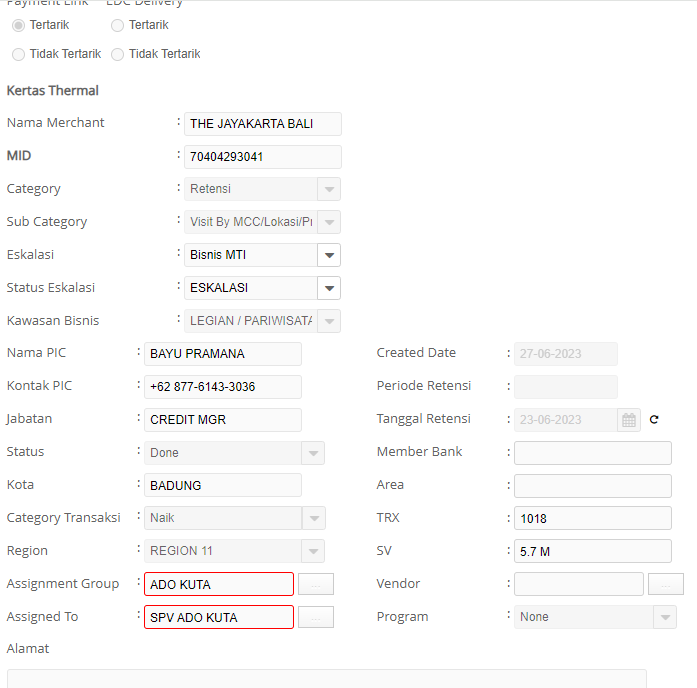 Payment Link EDC Delivery
Tertarik Tertarik
Tidak Tertarik Tidak Tertarik
Kertas Thermal
Nama Merchant : THE JAYAKARTA BALI
MID : 70404293041
Category : Retensi
Sub Category : Visit By MCC/Lokasi/Pr
Eskalasi : Bisnis MTI
Status Eskalasi : ESKALASI
Kawasan Bisnis : LEGIAN / PARIWISATA
Nama PIC : BAYU PRAMANA Created Date : 27-06-2023
Kontak PIC : +62 877-6143-3036 Periode Retensi :
Jabatan : CREDIT MGR Tanggal Retensi : 23-06-2023
Status : Done Member Bank :
Kota : BADUNG Area :
Category Transaksi : Naik TRX : 1018
Region : REGION 11 SV : 5.7 M
Assignment Group : ADO KUTA ... Vendor : ...
Assigned To : SPV ADO KUTA ... Program : None
Alamat